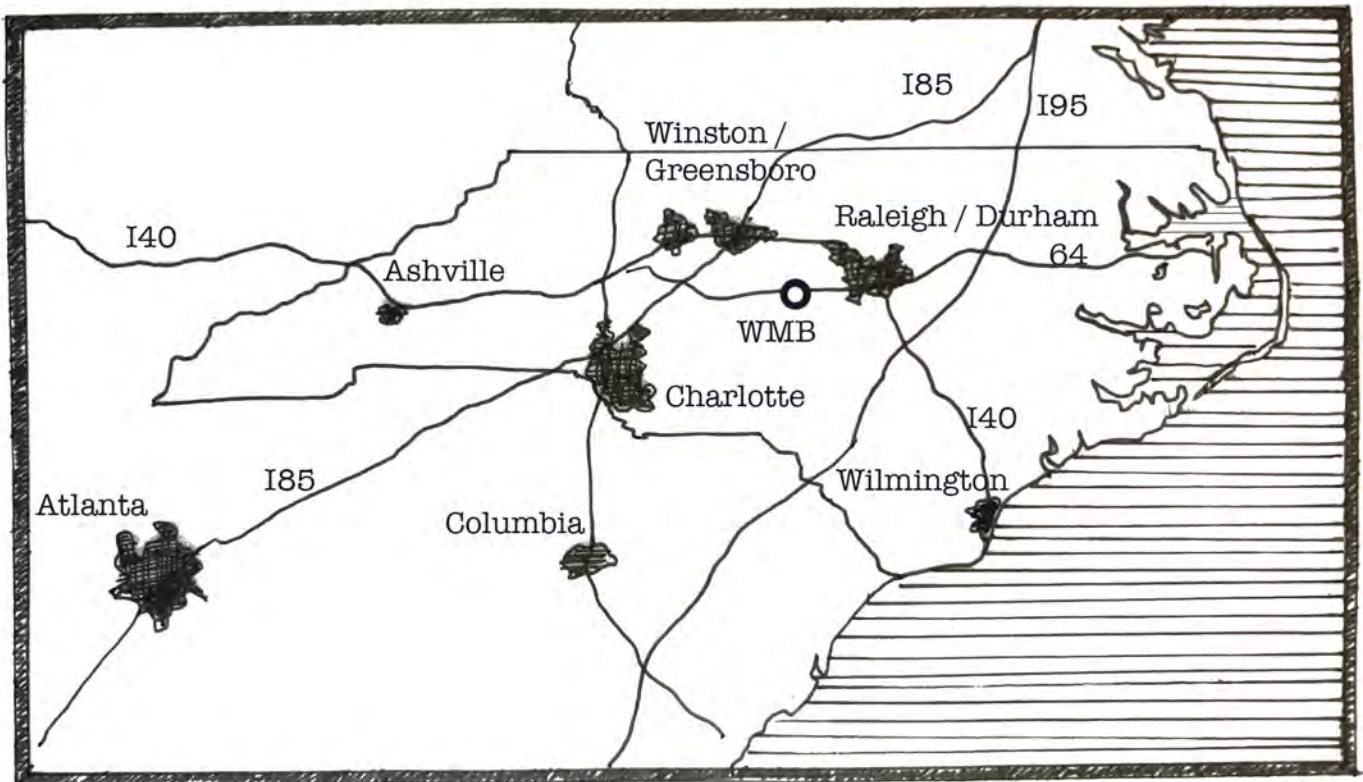 I85
I95
Winston /
Greensboro
Raleigh / Durham
I40
64
Ashville
WMB
Charlotte
I40
I85
Wilmington
Atlanta
Columbia